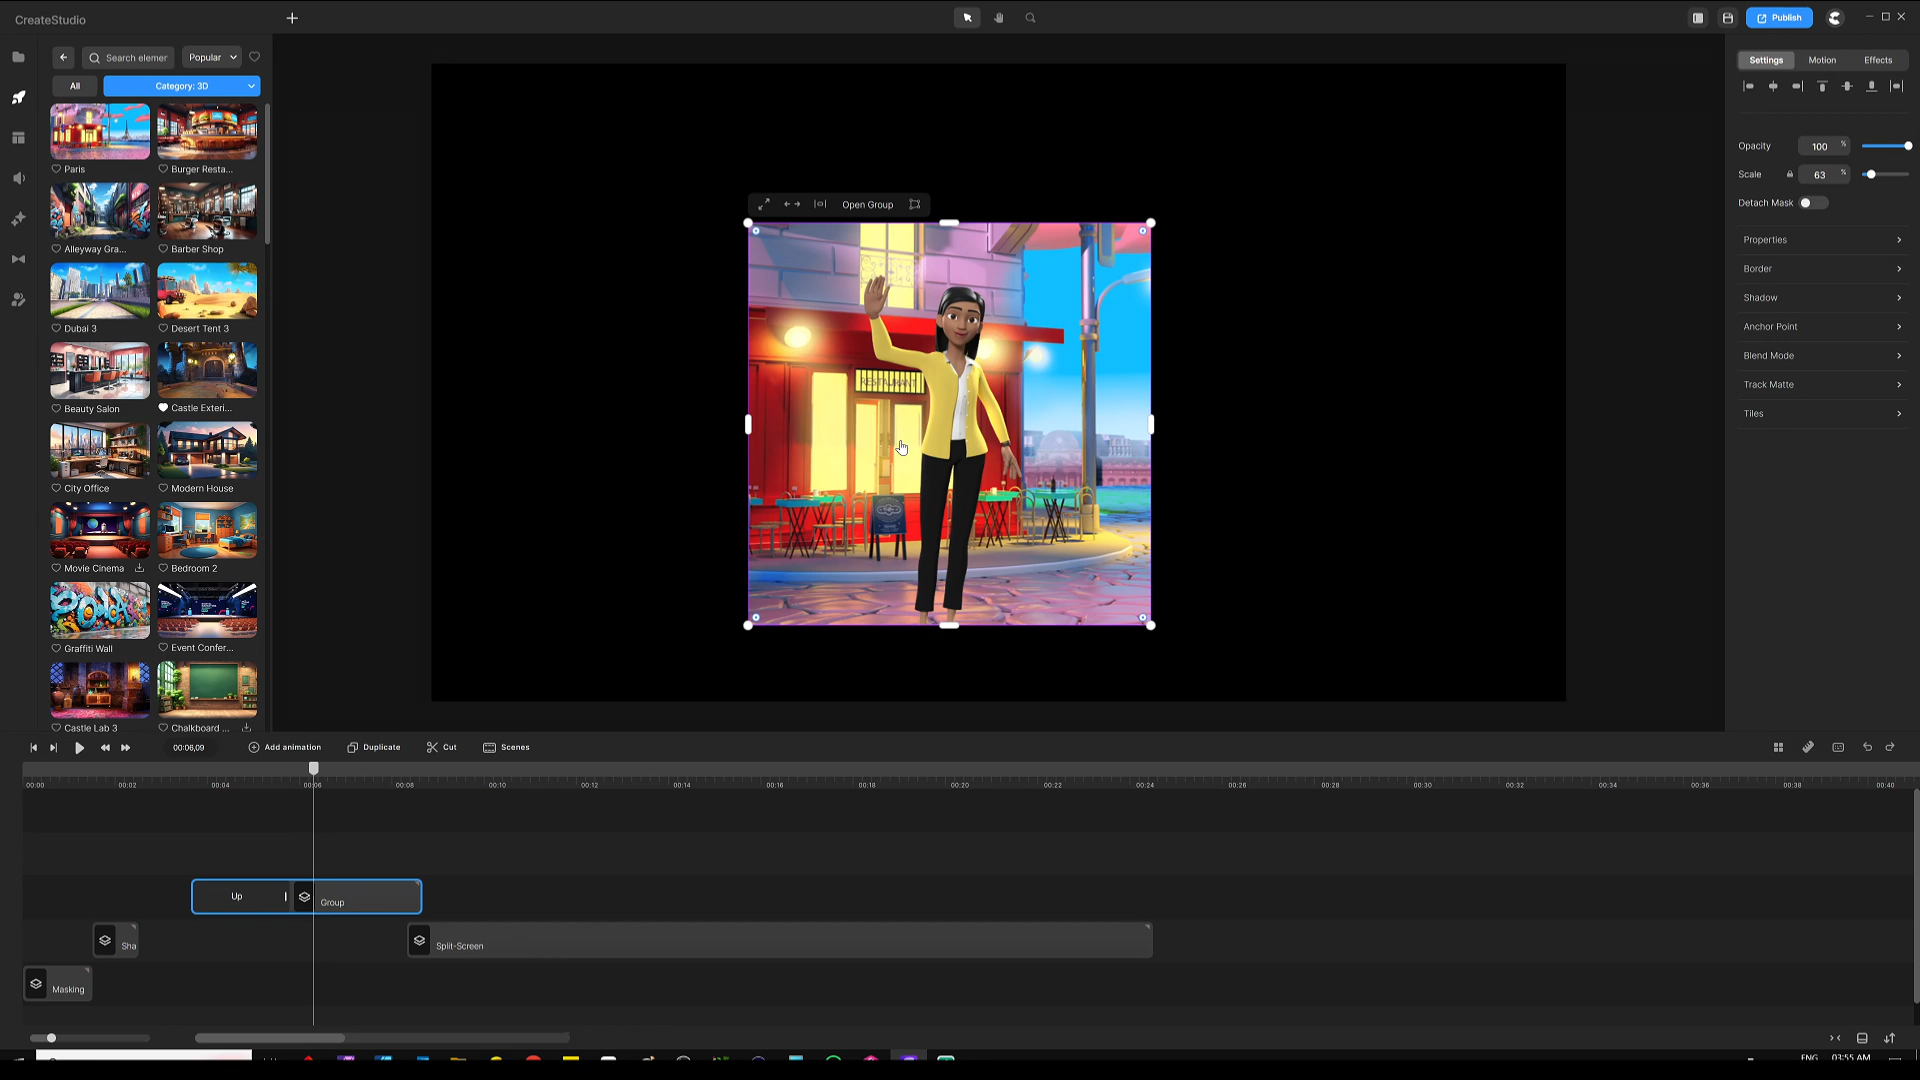 CreateStudio
Publish
Search elemer
Popular
All
Category: 3D
Paris
Burger Resta...
Alleyway Gra...
Barber Shop
Dubai 3
Desert Tent 3
Beauty Salon
Castle Exteri...
City Office
Modern House
Movie Cinema
Bedroom 2
Graffiti Wall
Event Confer...
Castle Lab 3
Chalkboard ...
Open Group
RESTAURANT
Settings
Motion
Effects
Opacity
100
%
Scale
63
%
Detach Mask
Properties
Border
Shadow
Anchor Point
Blend Mode
Track Matte
Tiles
00:06,09
Add animation
Duplicate
Cut
Scenes
00:00
00:02
00:04
00:06
00:08
00:10
00:12
00:14
00:16
00:18
00:20
00:22
00:24
00:26
00:28
00:30
00:32
00:34
00:36
00:38
00:40
Up
Group
Sha
Split-Screen
Masking
ENG
03:55 AM